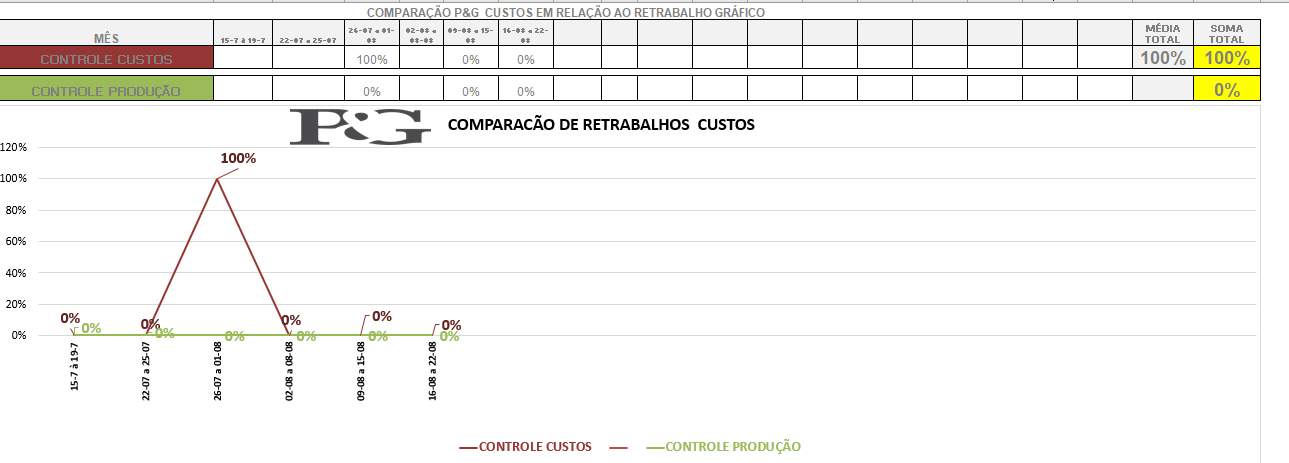 COMPARAÇÃO P&G CUSTOS EM RELAÇÃO AO RETRABALHO GRÁFICO
MÊS 15-7 à 19-7 22-07 a 25-07 26-07 a 01-08 02-08 a 08-08 09-08 a 15-08 16-08 a 22-08 MÉDIA TOTAL SOMA TOTAL
CONTROLE CUSTOS 100% 0% 0% 100% 100%
CONTROLE PRODUÇÃO 0% 0% 0% 0%
P&G COMPARACÃO DE RETRABALHOS CUSTOS
120%
100%
80%
60%
40%
20%
0%
100%
0% 0% 0% 0% 0%
0% 0% 0% 0% 0% 0%
15-7 à 19-7
22-07 a 25-07
26-07 a 01-08
02-08 a 08-08
09-08 a 15-08
16-08 a 22-08
CONTROLE CUSTOS CONTROLE PRODUÇÃO